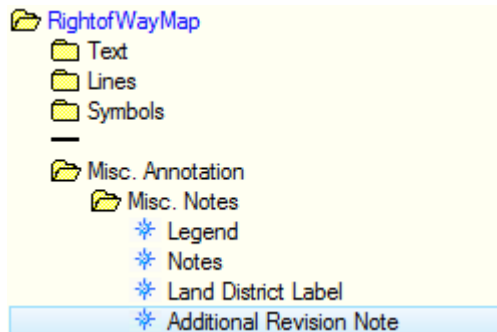 RightofWayMap
Text
Lines
Symbols
Misc. Annotation
Misc. Notes
Legend
Notes
Land District Label
Additional Revision Note